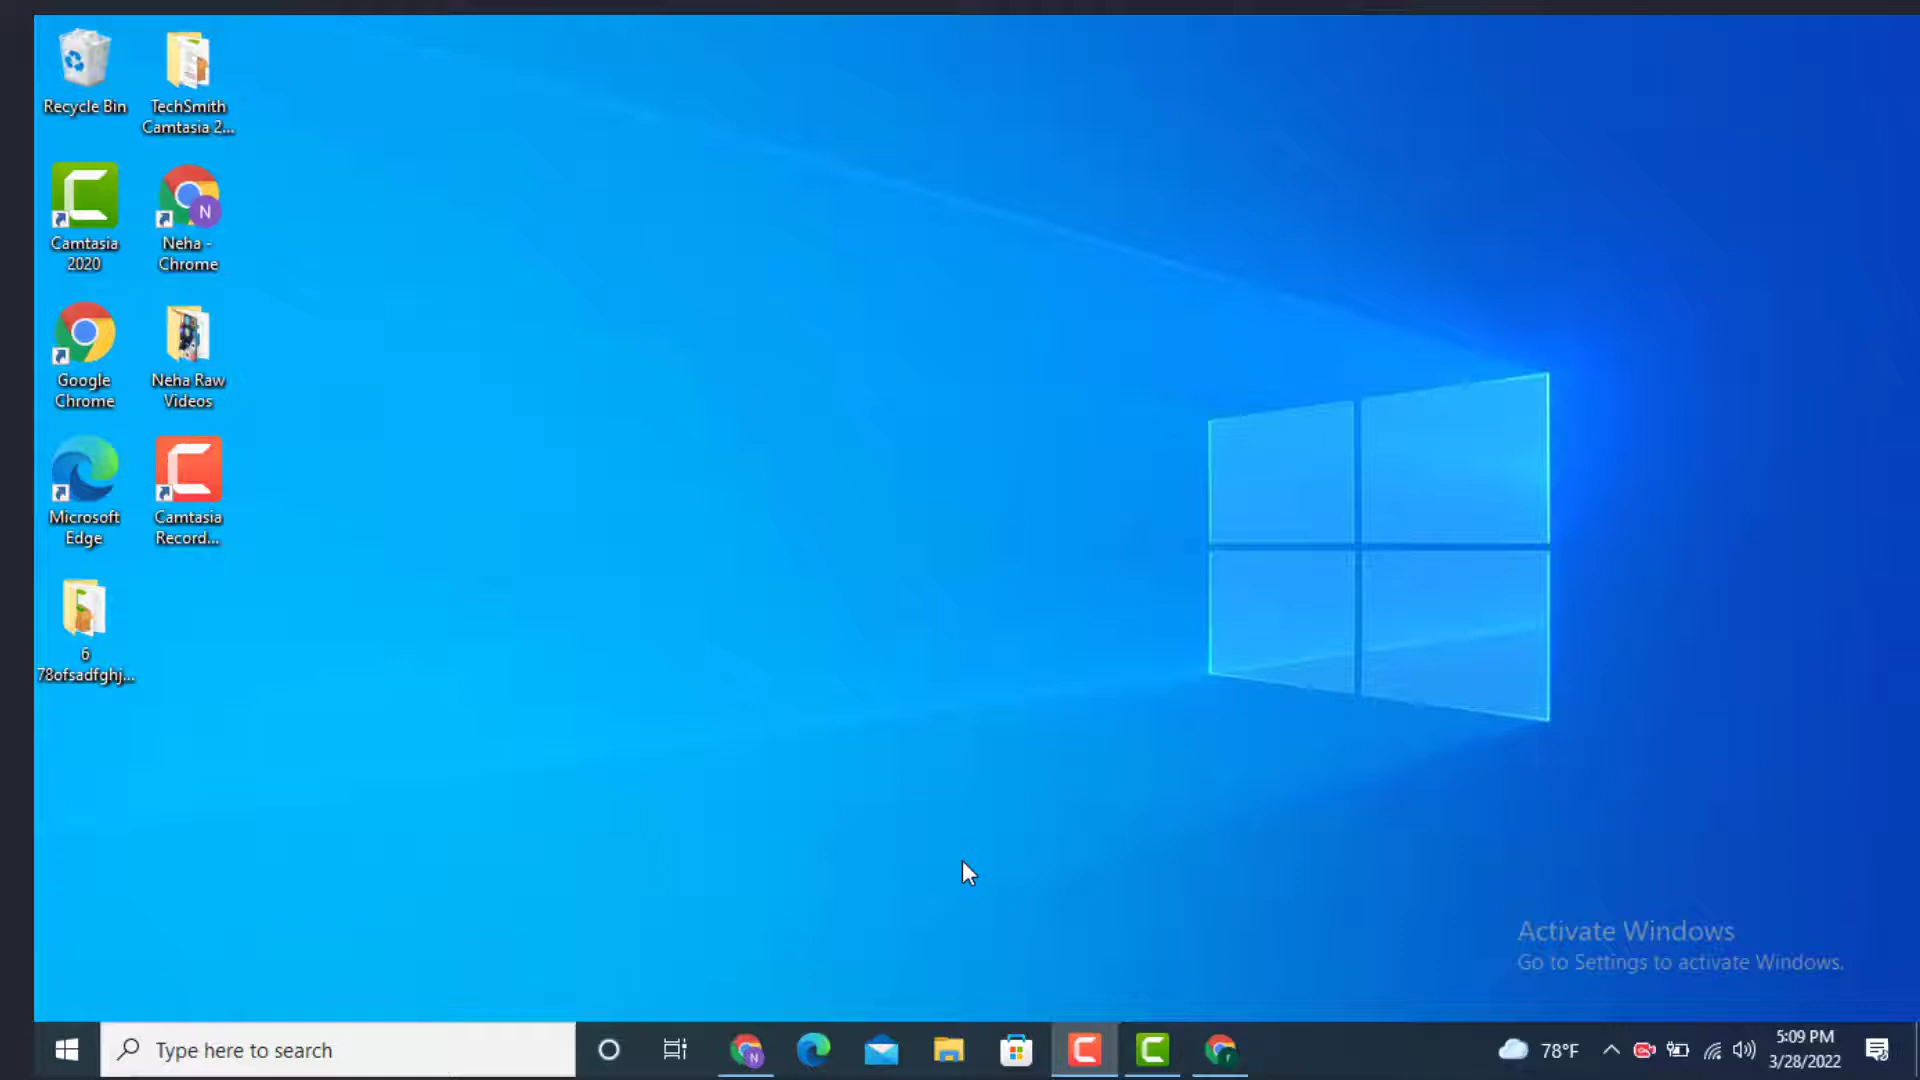 Recycle Bin
TechSmith
Camtasia 2...
Camtasia
2020
N
Neha -
Chrome
Google
Chrome
Neha Raw
Videos
Microsoft
Edge
Camtasia
Record...
6
78ofsadfghj...
Activate Windows
Go to Settings to activate Windows.
Type here to search
N
r
78°F
5:09 PM
3/28/2022